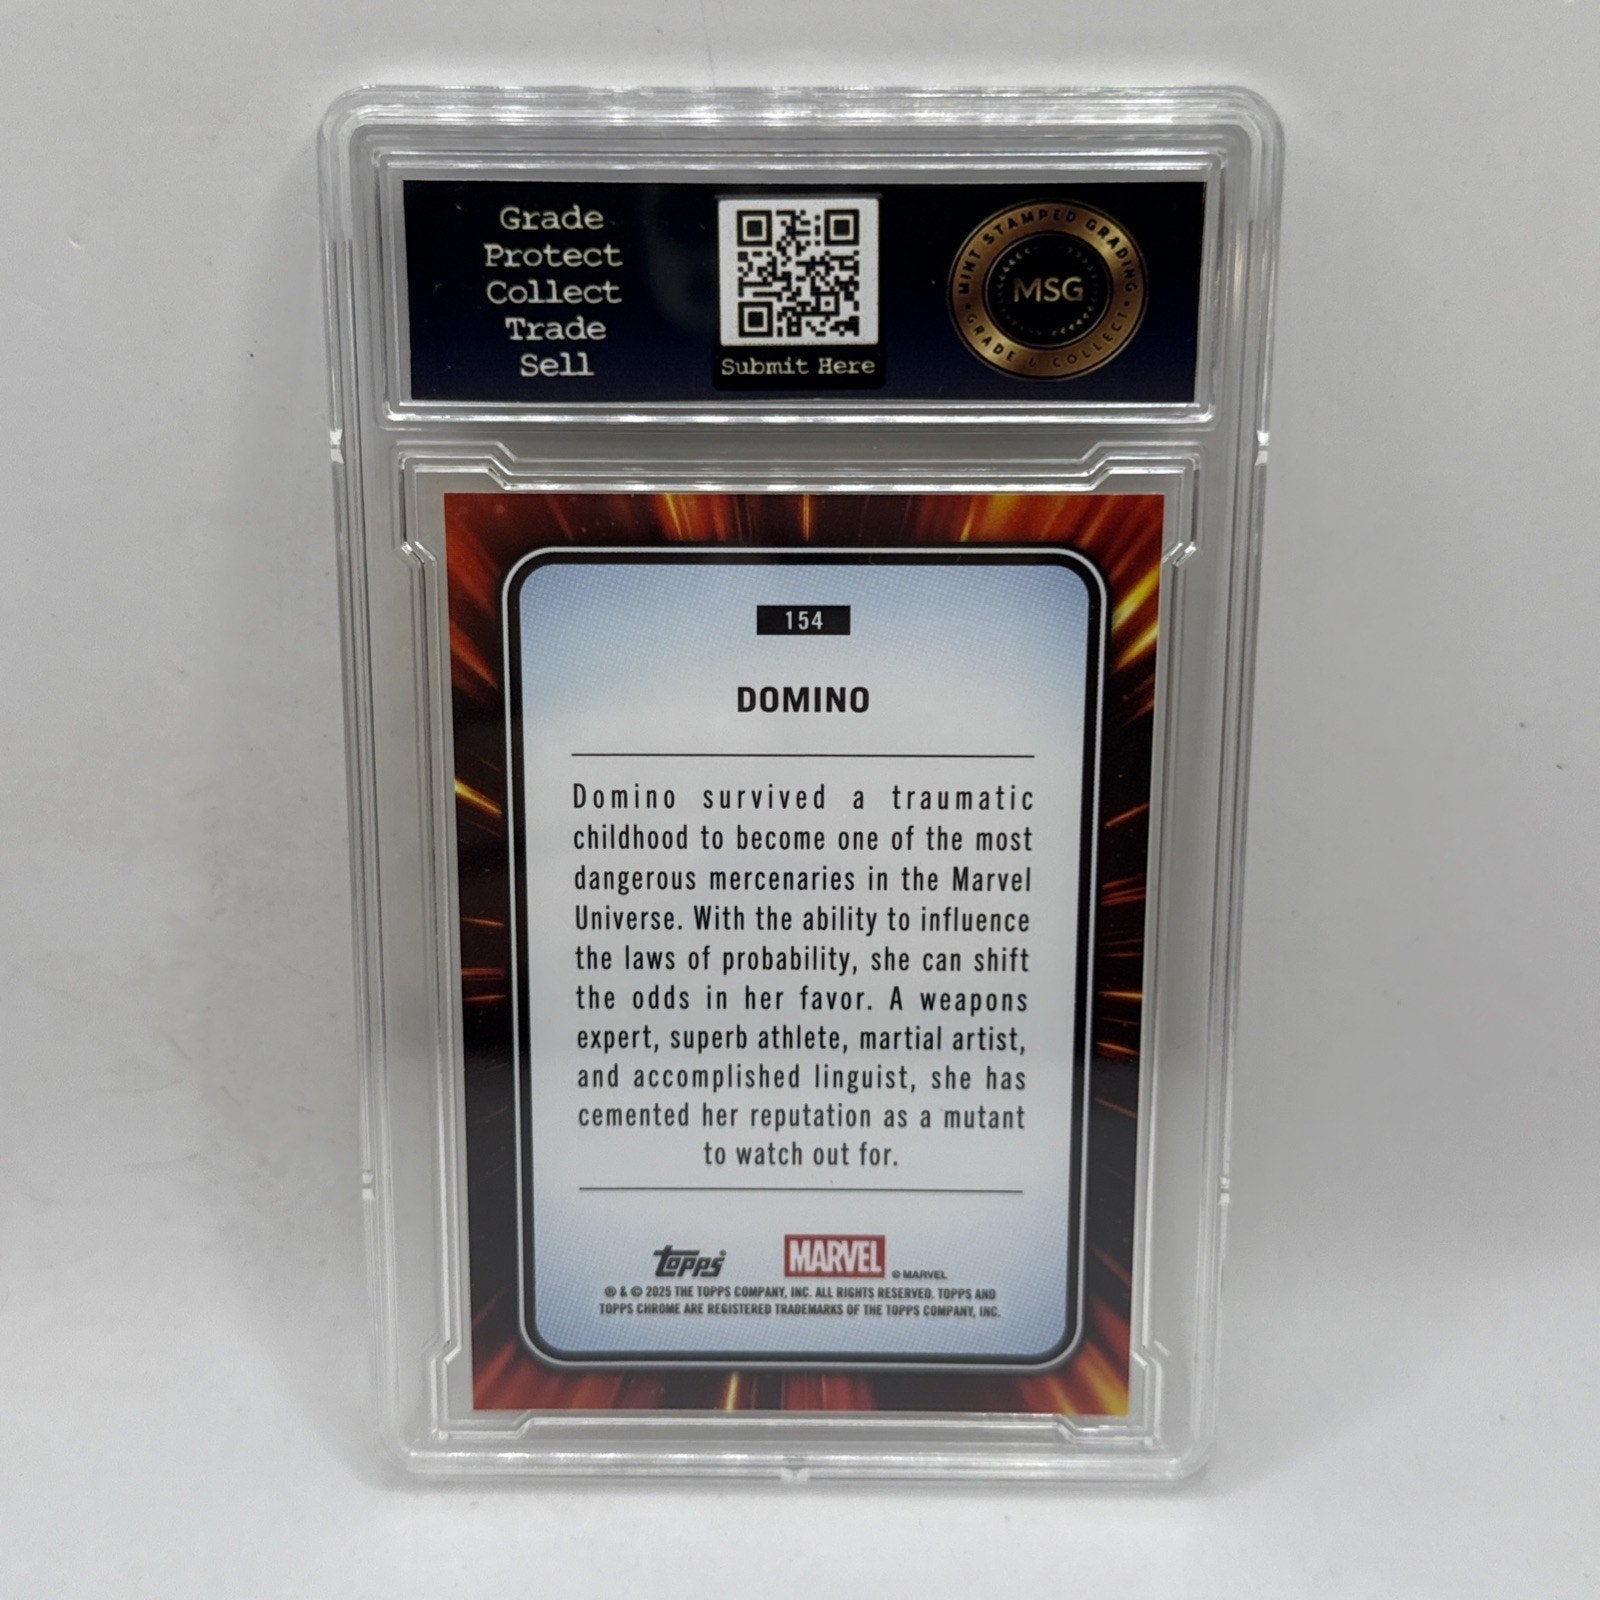 Grade
Protect
Collect
Trade
Sell
Submit Here
MINT STAMPED GRADING
MSG
GRADE & COLLECT
154
DOMINO
Domino survived a traumatic
childhood to become one of the most
dangerous mercenaries in the Marvel
Universe. With the ability to influence
the laws of probability, she can shift
the odds in her favor. A weapons
expert, superb athlete, martial artist,
and accomplished linguist, she has
cemented her reputation as a mutant
to watch out for.
topps
MARVEL
© MARVEL
® & © 2025 THE TOPPS COMPANY, INC. ALL RIGHTS RESERVED. TOPPS AND
TOPPS CHROME ARE REGISTERED TRADEMARKS OF THE TOPPS COMPANY, INC.